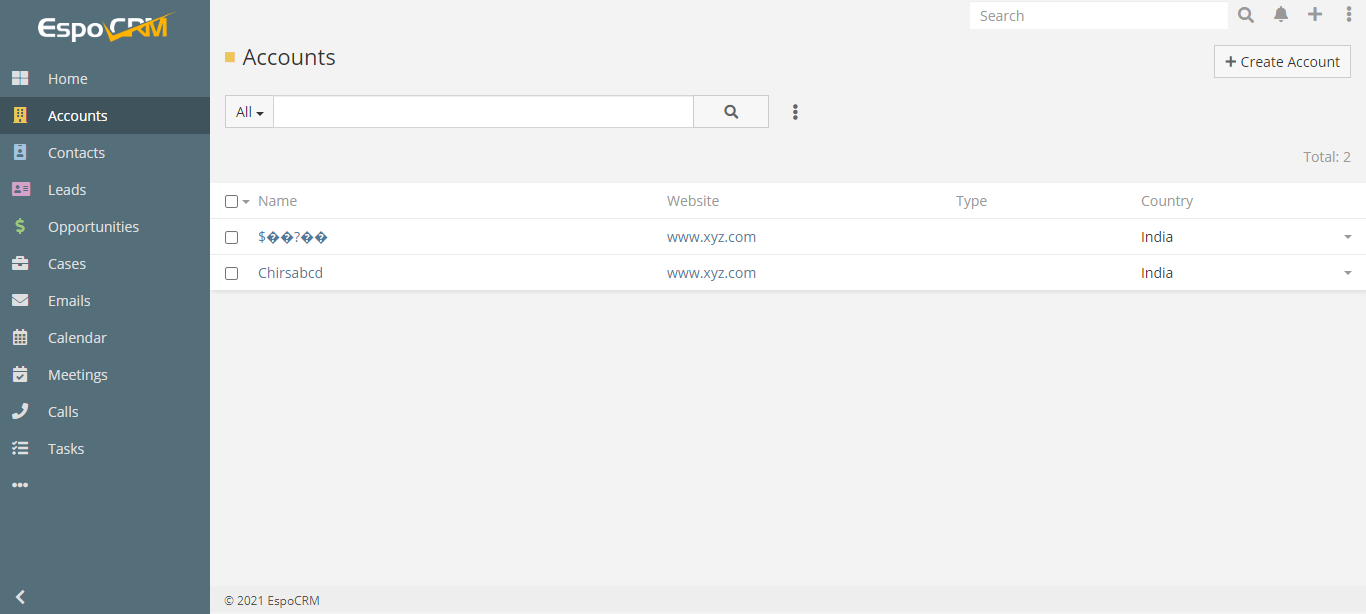 EspoCRM
Search
Home
Accounts
Contacts
Leads
Opportunities
Cases
Emails
Calendar
Meetings
Calls
Tasks
Accounts
+ Create Account
All
Total: 2
Name Website Type Country
$��?�� www.xyz.com India
Chirsabcd www.xyz.com India
© 2021 EspoCRM